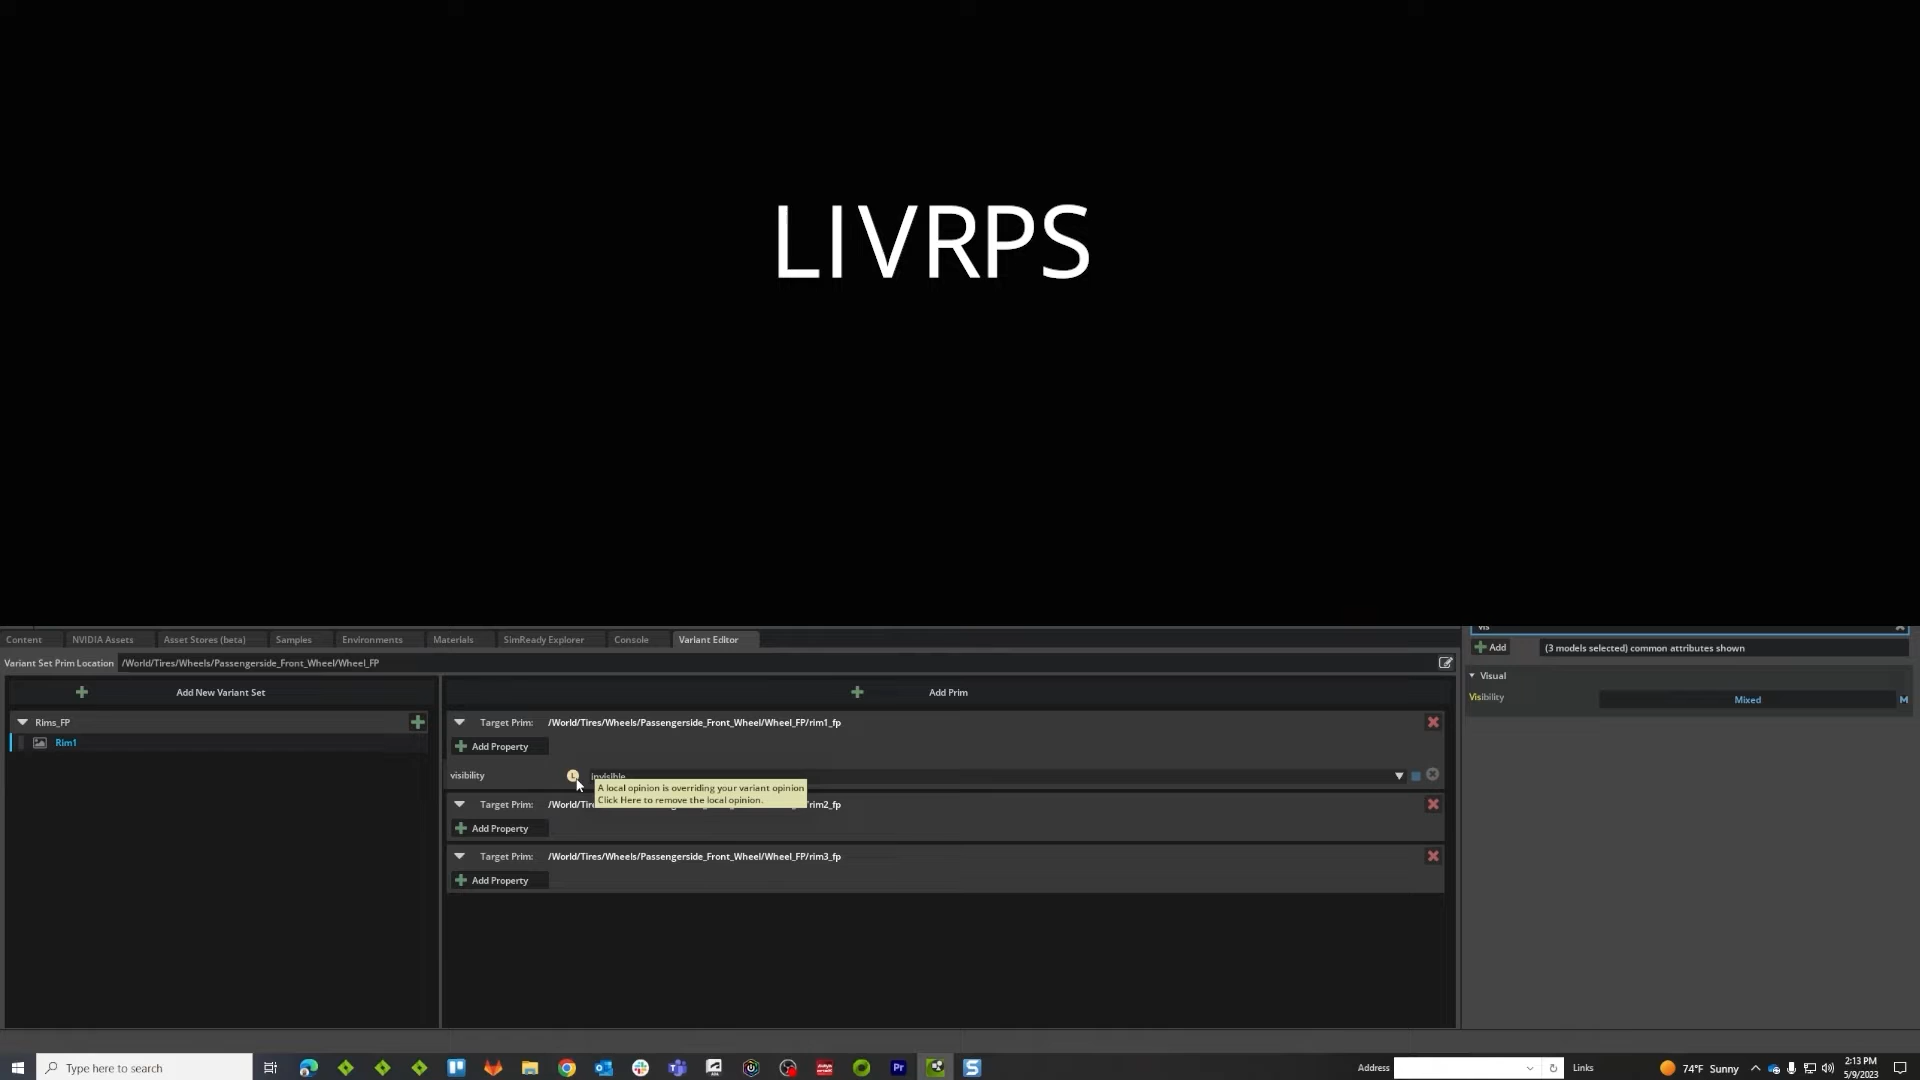 LIVRPS
vis
Content NVIDIA Assets Asset Stores (beta) Samples Environments Materials SimReady Explorer Console Variant Editor
Add (3 models selected) common attributes shown
Variant Set Prim Location /World/Tires/Wheels/Passengerside_Front_Wheel/Wheel_FP
Visual
Visibility Mixed M
Add New Variant Set
Add Prim
Rims_FP
Rim1
Target Prim: /World/Tires/Wheels/Passengerside_Front_Wheel/Wheel_FP/rim1_fp
Add Property
visibility L invisible
A local opinion is overriding your variant opinion
Click Here to remove the local opinion.
Target Prim: /World/Tires rim2_fp
Add Property
Target Prim: /World/Tires/Wheels/Passengerside_Front_Wheel/Wheel_FP/rim3_fp
Add Property
Type here to search
Pr
S
Address
Links
74°F Sunny
2:13 PM
5/9/2023